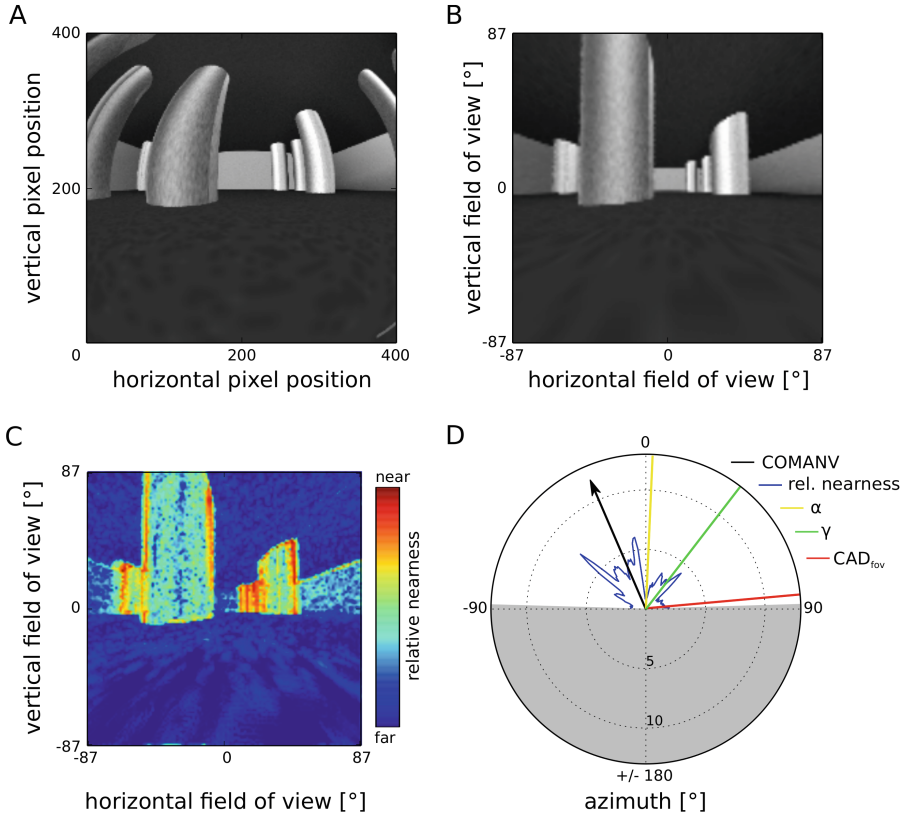 A
400
200
0
200
400
vertical pixel position
horizontal pixel position
B
87
0
-87
-87
0
87
vertical field of view [°]
horizontal field of view [°]
C
87
0
-87
-87
0
87
vertical field of view [°]
horizontal field of view [°]
near
far
relative nearness
D
0
-90
90
+/- 180
5
10
azimuth [°]
COMANV
rel. nearness
α
γ
CADfov